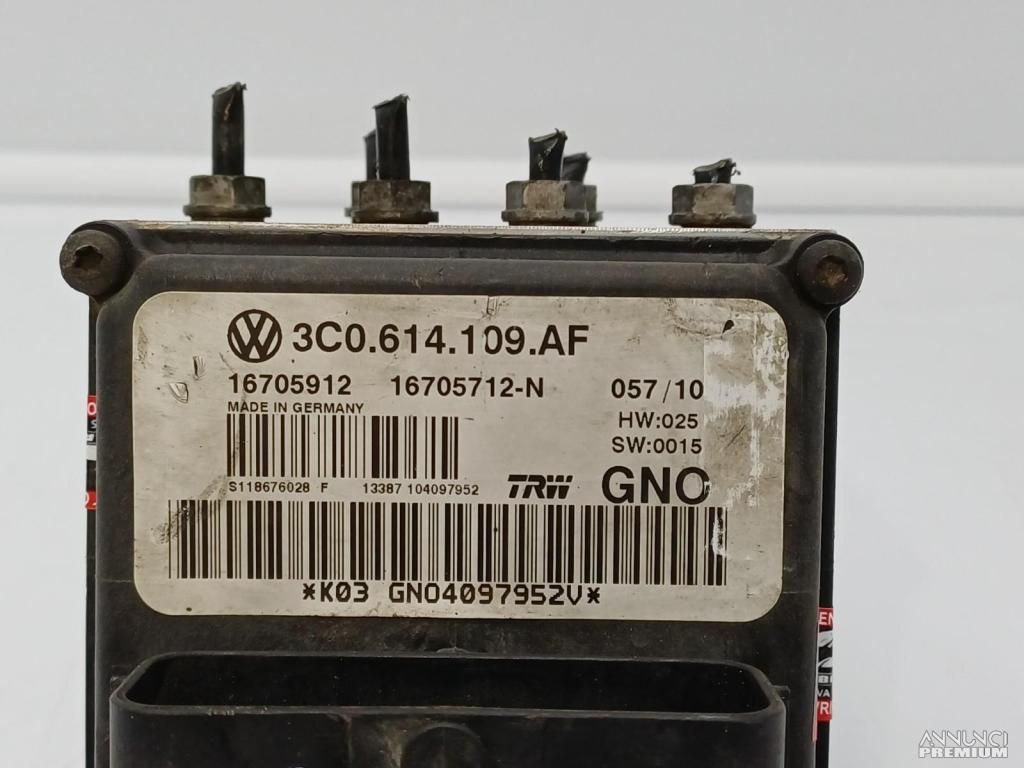 3C0.614.109.AF
16705912 16705712-N 057/10
MADE IN GERMANY
HW:025
SW:0015
S118676028 F 13387 104097952
TRW GNO
*K03 GNO4097952V*
ANNUNCI
PREMIUM